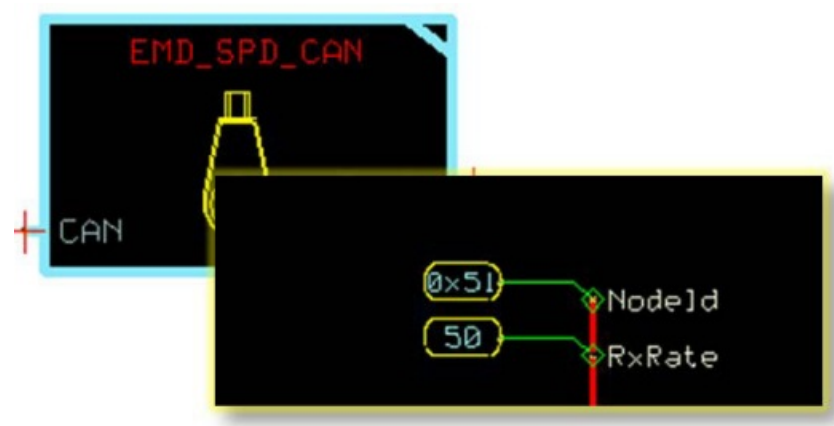 EMD_SPD_CAN
CAN
0x51
NodeId
50
RxRate